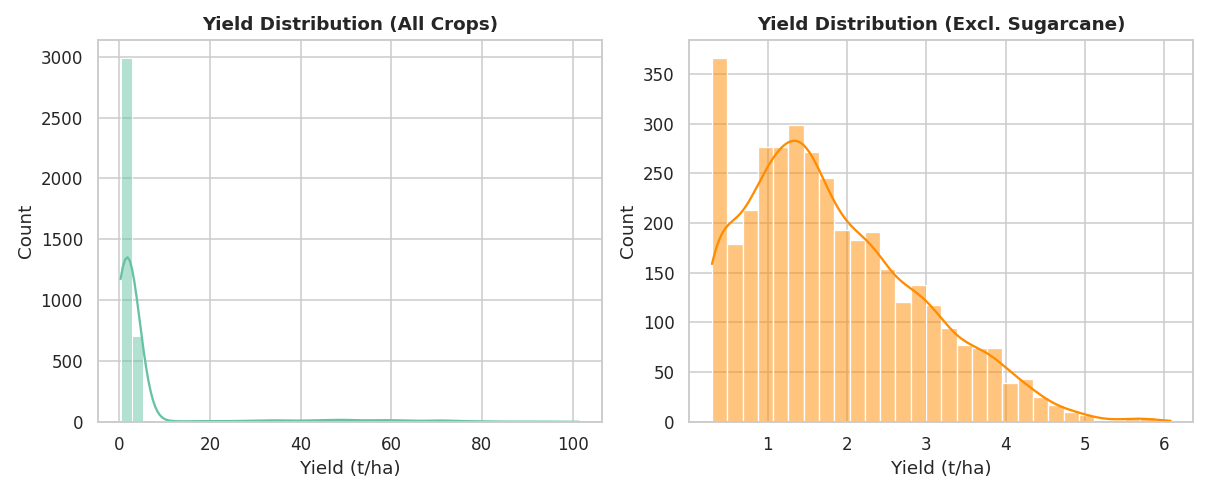 Yield Distribution (All Crops)
Count
3000
2500
2000
1500
1000
500
0
0 20 40 60 80 100
Yield (t/ha)
Yield Distribution (Excl. Sugarcane)
Count
350
300
250
200
150
100
50
0
1 2 3 4 5 6
Yield (t/ha)